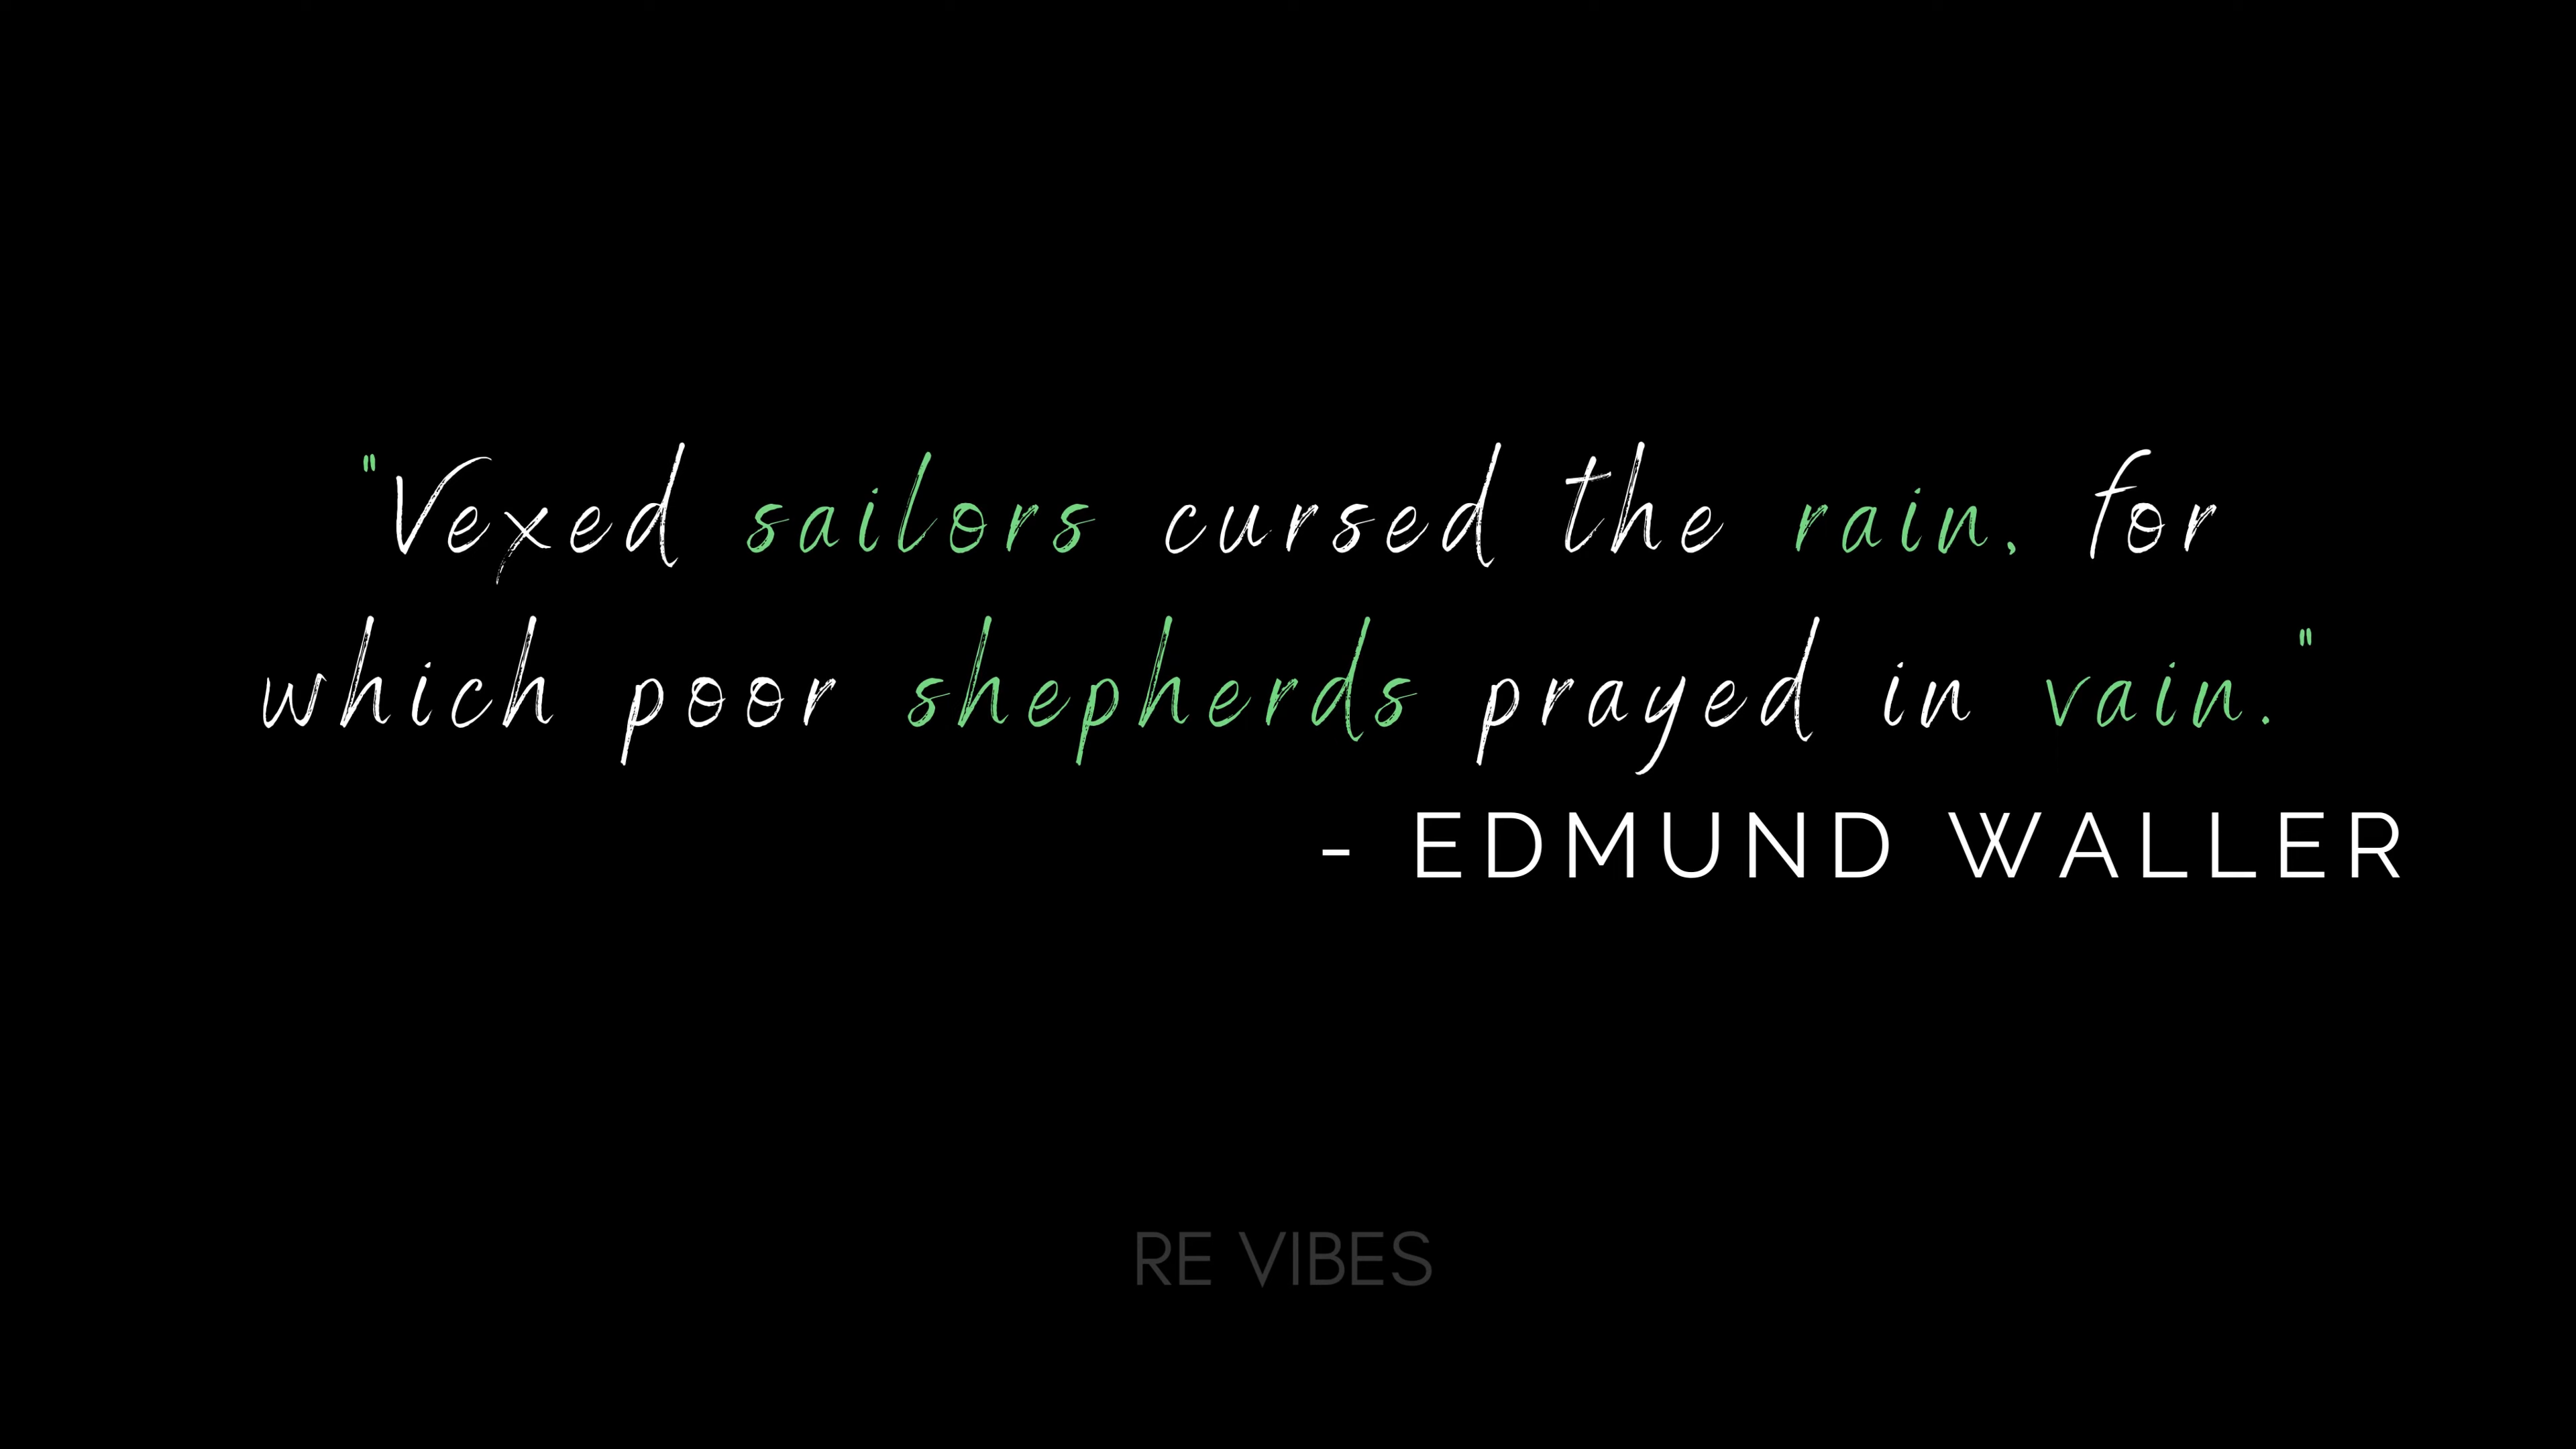 "Vexed sailors cursed the rain, for
which poor shepherds prayed in vain."
- EDMUND WALLER
RE VIBES